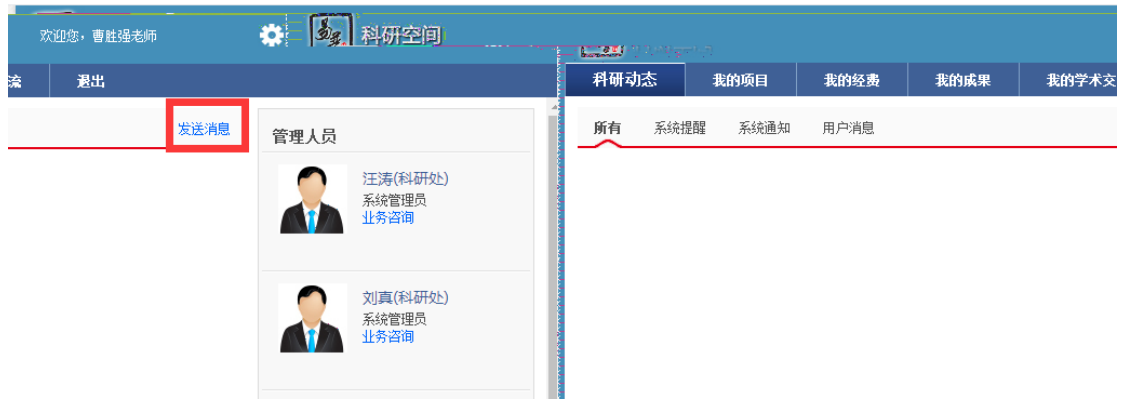 欢迎您，曹胜强老师
易普 科研空间
流 退出
科研动态 我的项目 我的经费 我的成果 我的学术交
发送消息
管理人员
所有 系统提醒 系统通知 用户消息
汪涛(科研处)
系统管理员
业务咨询
刘真(科研处)
系统管理员
业务咨询